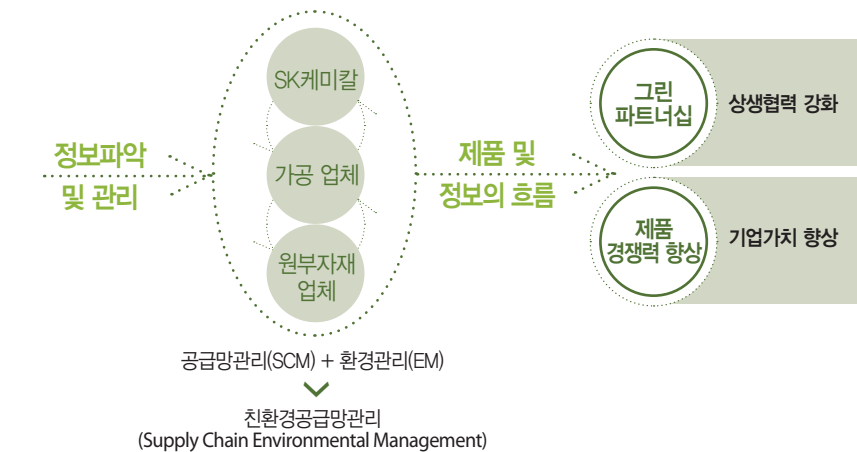 정보파악
및 관리
SK케미칼
가공 업체
원부자재
업체
공급망관리(SCM) + 환경관리(EM)
친환경공급망관리
(Supply Chain Environmental Management)
제품 및
정보의 흐름
그린
파트너십
상생협력 강화
제품
경쟁력 향상
기업가치 향상